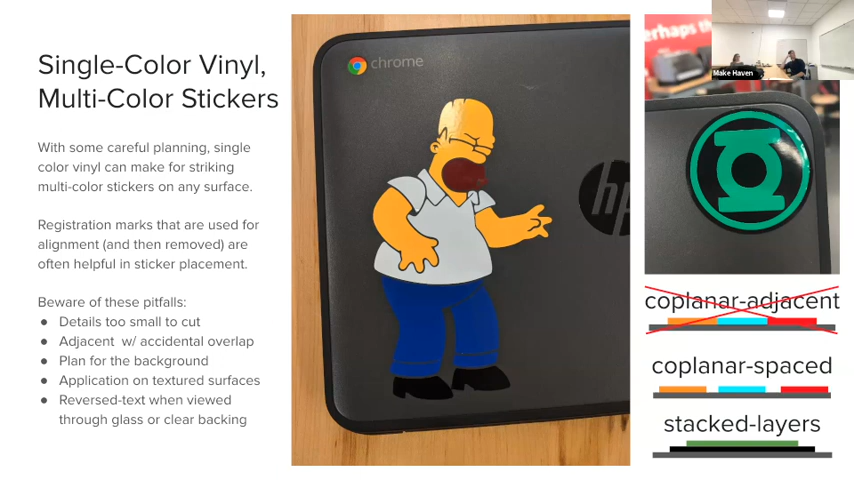 Single-Color Vinyl,
Multi-Color Stickers
With some careful planning, single
color vinyl can make for striking
multi-color stickers on any surface.
Registration marks that are used for
alignment (and then removed) are
often helpful in sticker placement.
Beware of these pitfalls:
● Details too small to cut
● Adjacent w/ accidental overlap
● Plan for the background
● Application on textured surfaces
● Reversed-text when viewed
through glass or clear backing
chrome
hp
erhaps th
Make Haven
coplanar-adjacent
coplanar-spaced
stacked-layers